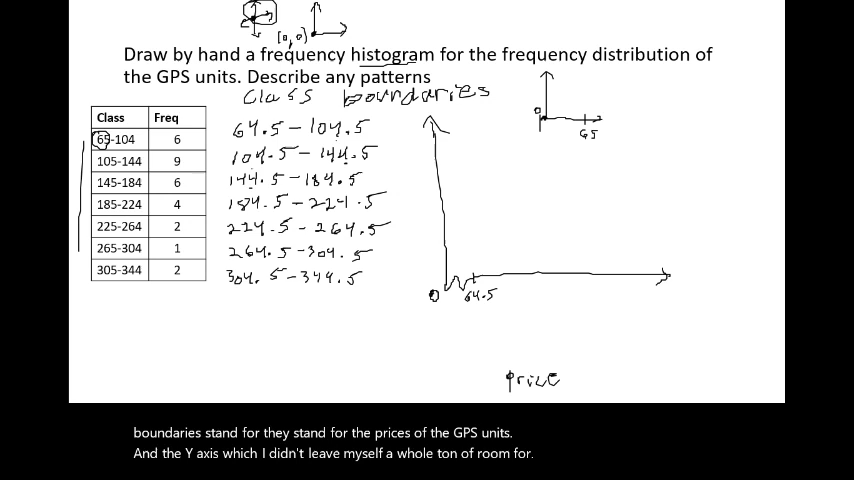 (0,0)
Draw by hand a frequency histogram for the frequency distribution of
the GPS units. Describe any patterns
Class boundaries
Class Freq
65-104 6
105-144 9
145-184 6
185-224 4
225-264 2
265-304 1
305-344 2
64.5-104.5
104.5-144.5
144.5-184.5
184.5-224.5
224.5-264.5
264.5-304.5
304.5-344.5
0
65
0
64.5
Price
boundaries stand for they stand for the prices of the GPS units.
And the Y axis which I didn't leave myself a whole ton of room for.